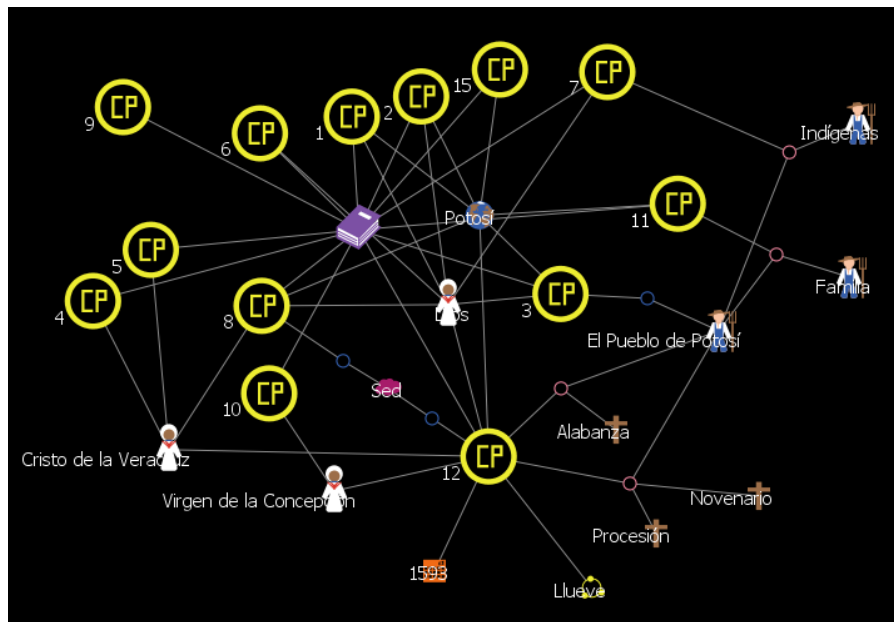 CP
15
CP
7
CP
2
CP
9
CP
1
CP
6
Indígenas
CP
11
Potosí
CP
5
Familia
CP
3
Dios
CP
4
CP
8
El Pueblo de Potosí
Sed
CP
10
Alabanza
Cristo de la Veracruz
CP
12
Virgen de la Concepción
Novenario
Procesión
1593
Llueve